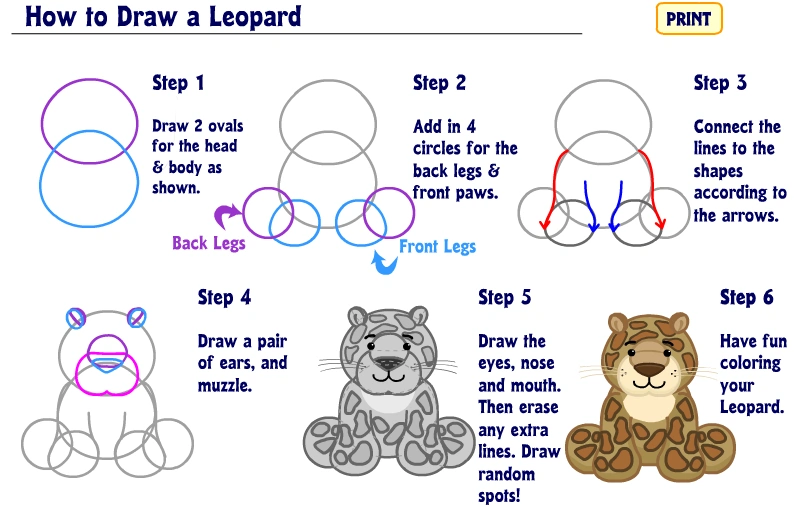 How to Draw a Leopard
PRINT
Step 1
Draw 2 ovals
for the head
& body as
shown.
Back Legs
Step 2
Add in 4
circles for the
back legs &
front paws.
Front Legs
Step 3
Connect the
lines to the
shapes
according to
the arrows.
Step 4
Draw a pair
of ears, and
muzzle.
Step 5
Draw the
eyes, nose
and mouth.
Then erase
any extra
lines. Draw
random
spots!
Step 6
Have fun
coloring
your
Leopard.